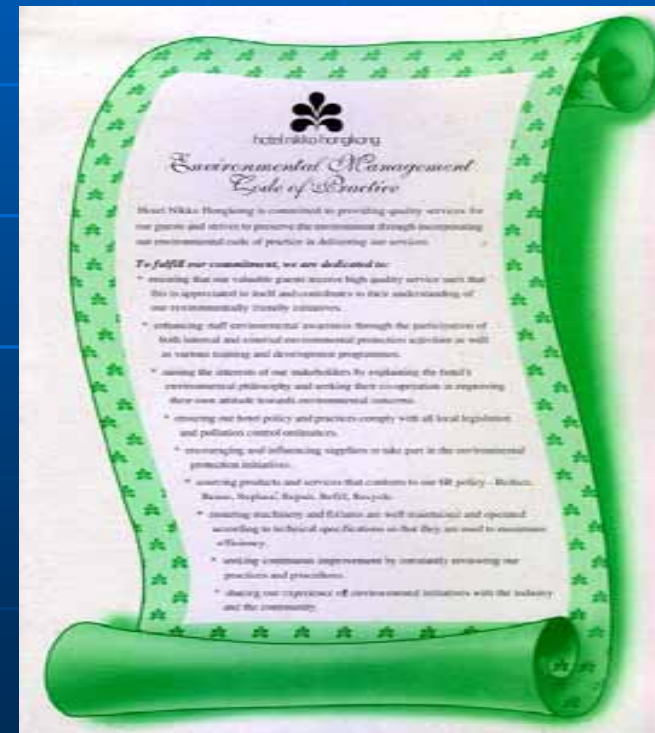 hotel nikko hongkong
Environmental Management
Code of Practice
Hotel Nikko Hongkong is committed to providing quality services for
our guests and strives to preserve the environment through incorporating
our environmental code of practice in delivering our services.
To fulfill our commitment, we are dedicated to:
* ensuring that our valuable guests receive high quality service such that
this is appreciated in itself and contributes to their understanding of
our environmentally friendly initiatives.
* enhancing staff environmental awareness through the participation of
both internal and external environmental protection activities as well
as various training and development programmes.
* raising the interests of our stakeholders by explaining the hotel's
environmental philosophy and seeking their co-operation in improving
their own attitude towards environmental concerns.
* ensuring our hotel policy and practices comply with all local legislation
and pollution control ordinances.
* encouraging and influencing suppliers to take part in the environmental
protection initiatives.
* sourcing products and services that conform to our 6R policy - Reduce,
Reuse, Replace, Repair, Refill, Recycle.
* ensuring machinery and fixtures are well maintained and operated
according to technical specifications so that they are used to maximum
efficiency.
* seeking continuous improvement by constantly reviewing our
practices and procedures.
* sharing our experience of environmental initiatives with the industry
and the community.